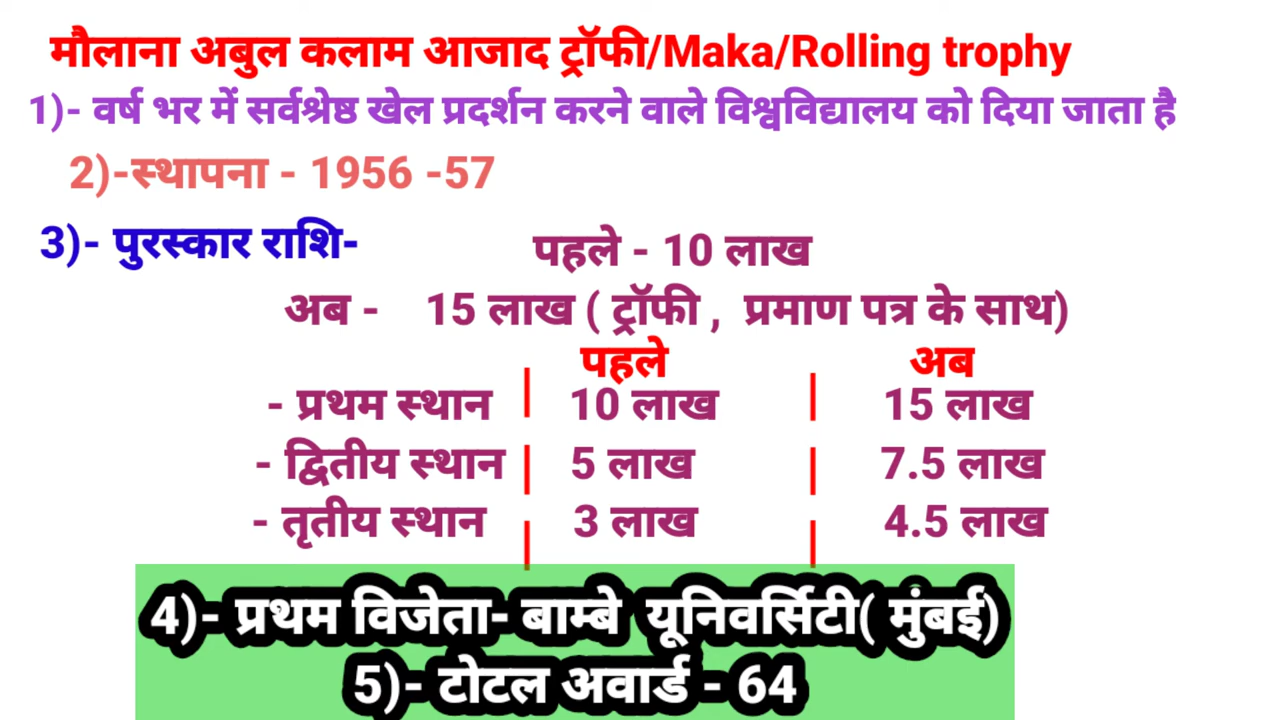 मौलाना अबुल कलाम आजाद ट्रॉफी/Maka/Rolling trophy
1)- वर्ष भर में सर्वश्रेष्ठ खेल प्रदर्शन करने वाले विश्वविद्यालय को दिया जाता है
2)-स्थापना - 1956 -57
3)- पुरस्कार राशि- पहले - 10 लाख
अब - 15 लाख ( ट्रॉफी , प्रमाण पत्र के साथ)
पहले अब
- प्रथम स्थान | 10 लाख | 15 लाख
- द्वितीय स्थान | 5 लाख | 7.5 लाख
- तृतीय स्थान | 3 लाख | 4.5 लाख
4)- प्रथम विजेता- बाम्बे यूनिवर्सिटी( मुंबई)
5)- टोटल अवार्ड - 64